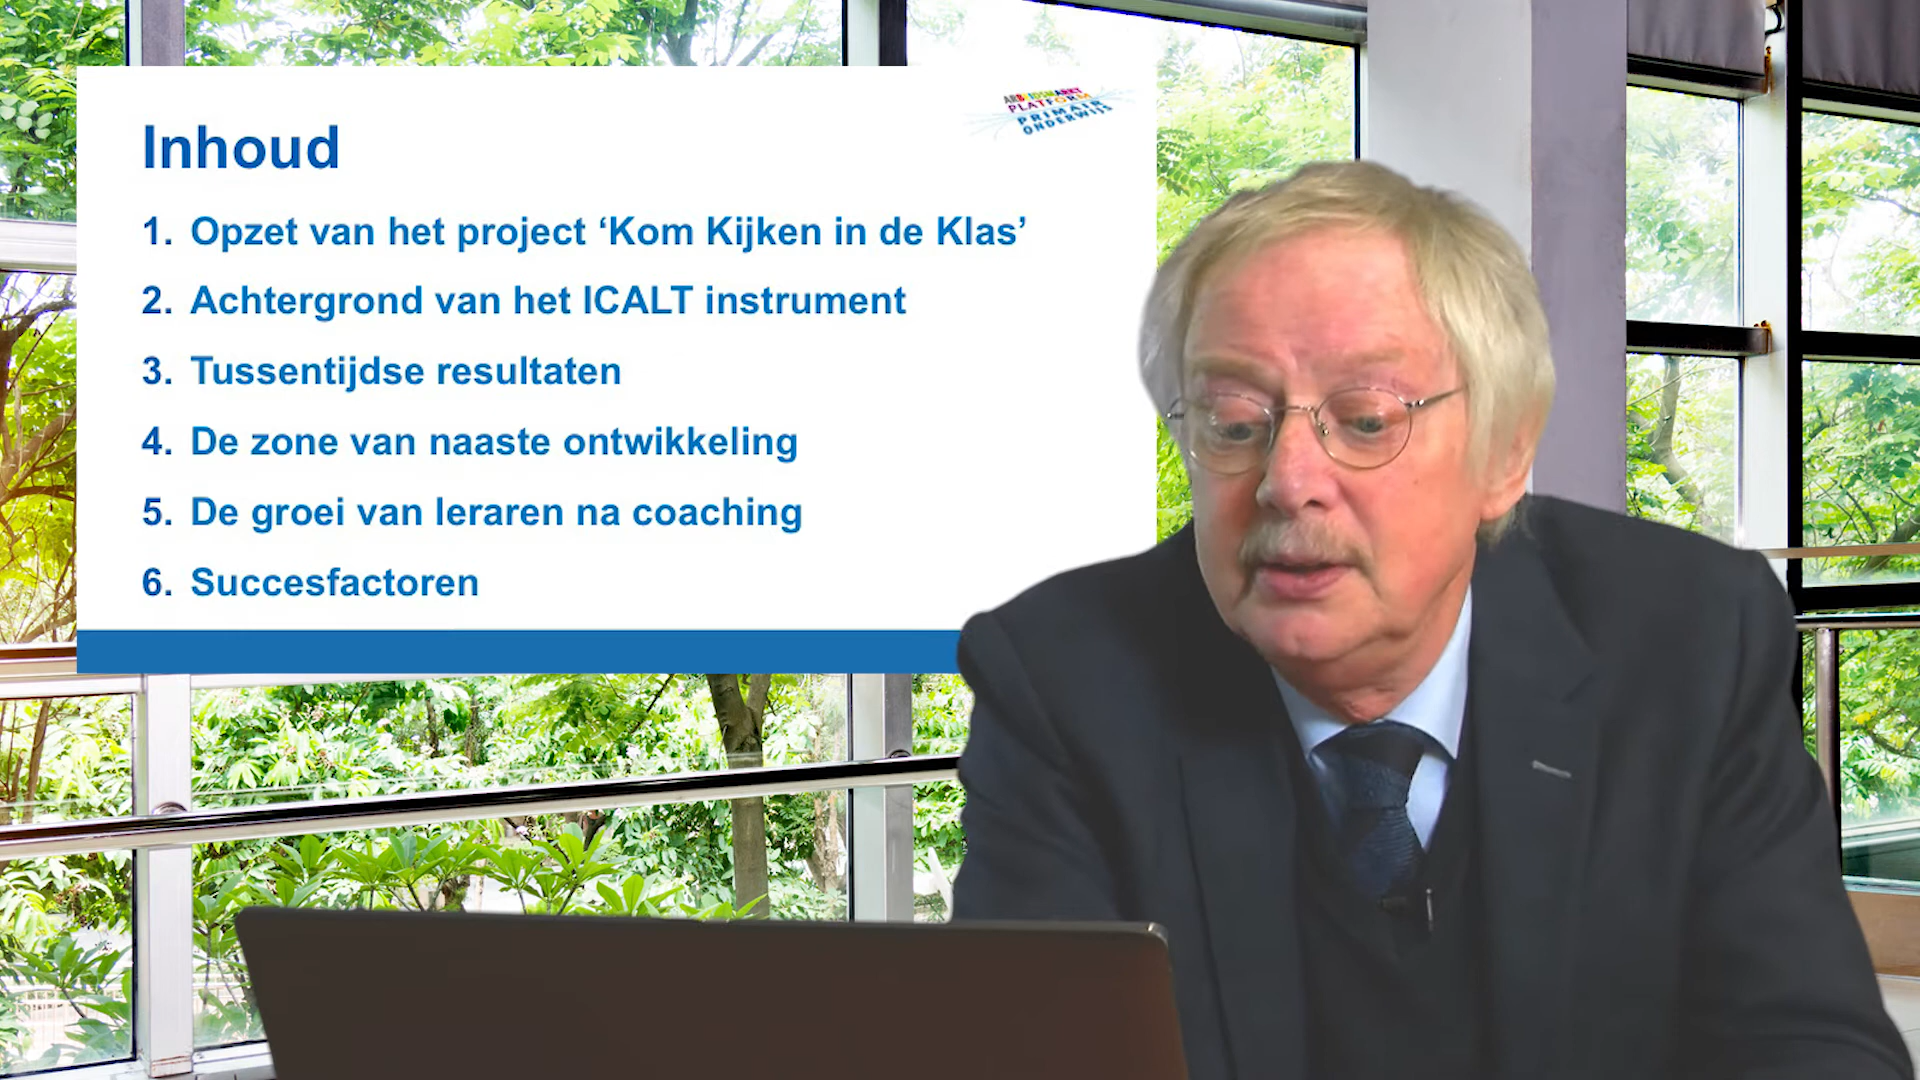 ARBEIDSMARKT
PLATFORM
PRIMAIR
ONDERWIJS
Inhoud
1. Opzet van het project ‘Kom Kijken in de Klas’
2. Achtergrond van het ICALT instrument
3. Tussentijdse resultaten
4. De zone van naaste ontwikkeling
5. De groei van leraren na coaching
6. Succesfactoren